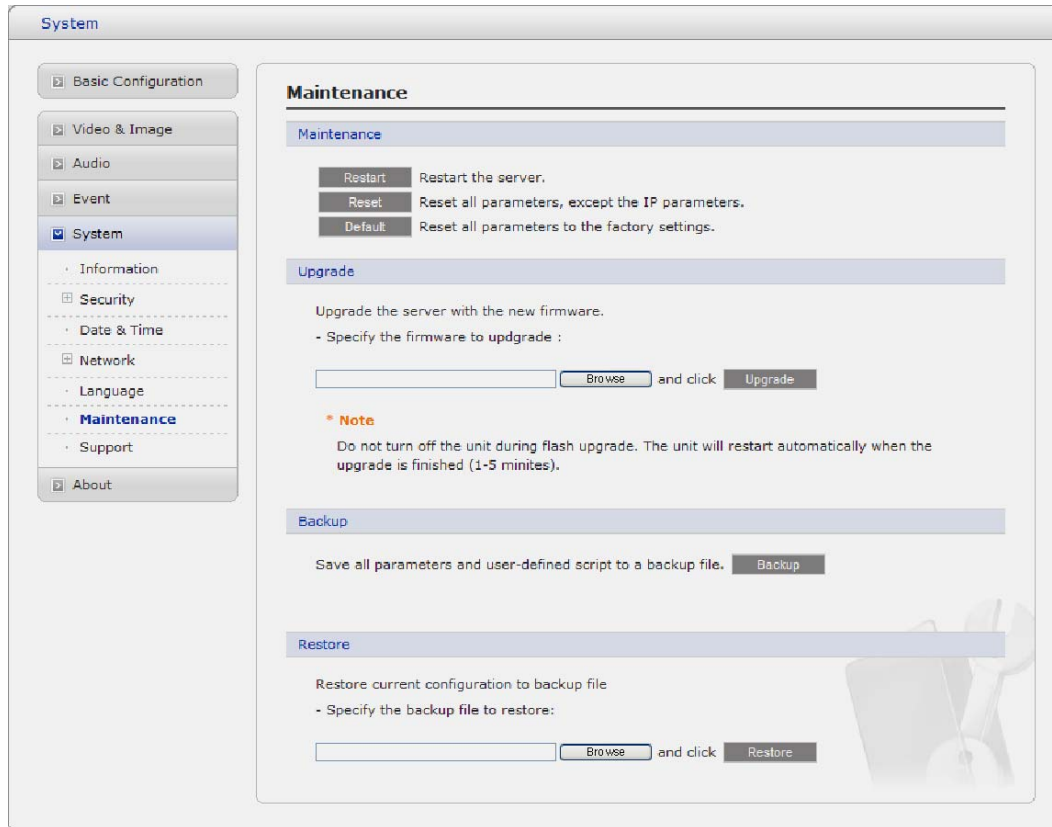 System
Basic Configuration
Video & Image
Audio
Event
System
Information
Security
Date & Time
Network
Language
Maintenance
Support
About
Maintenance
Maintenance
Restart Restart the server.
Reset Reset all parameters, except the IP parameters.
Default Reset all parameters to the factory settings.
Upgrade
Upgrade the server with the new firmware.
- Specify the firmware to updgrade :
Browse and click Upgrade
* Note
Do not turn off the unit during flash upgrade. The unit will restart automatically when the
upgrade is finished (1-5 minites).
Backup
Save all parameters and user-defined script to a backup file. Backup
Restore
Restore current configuration to backup file
- Specify the backup file to restore:
Browse and click Restore